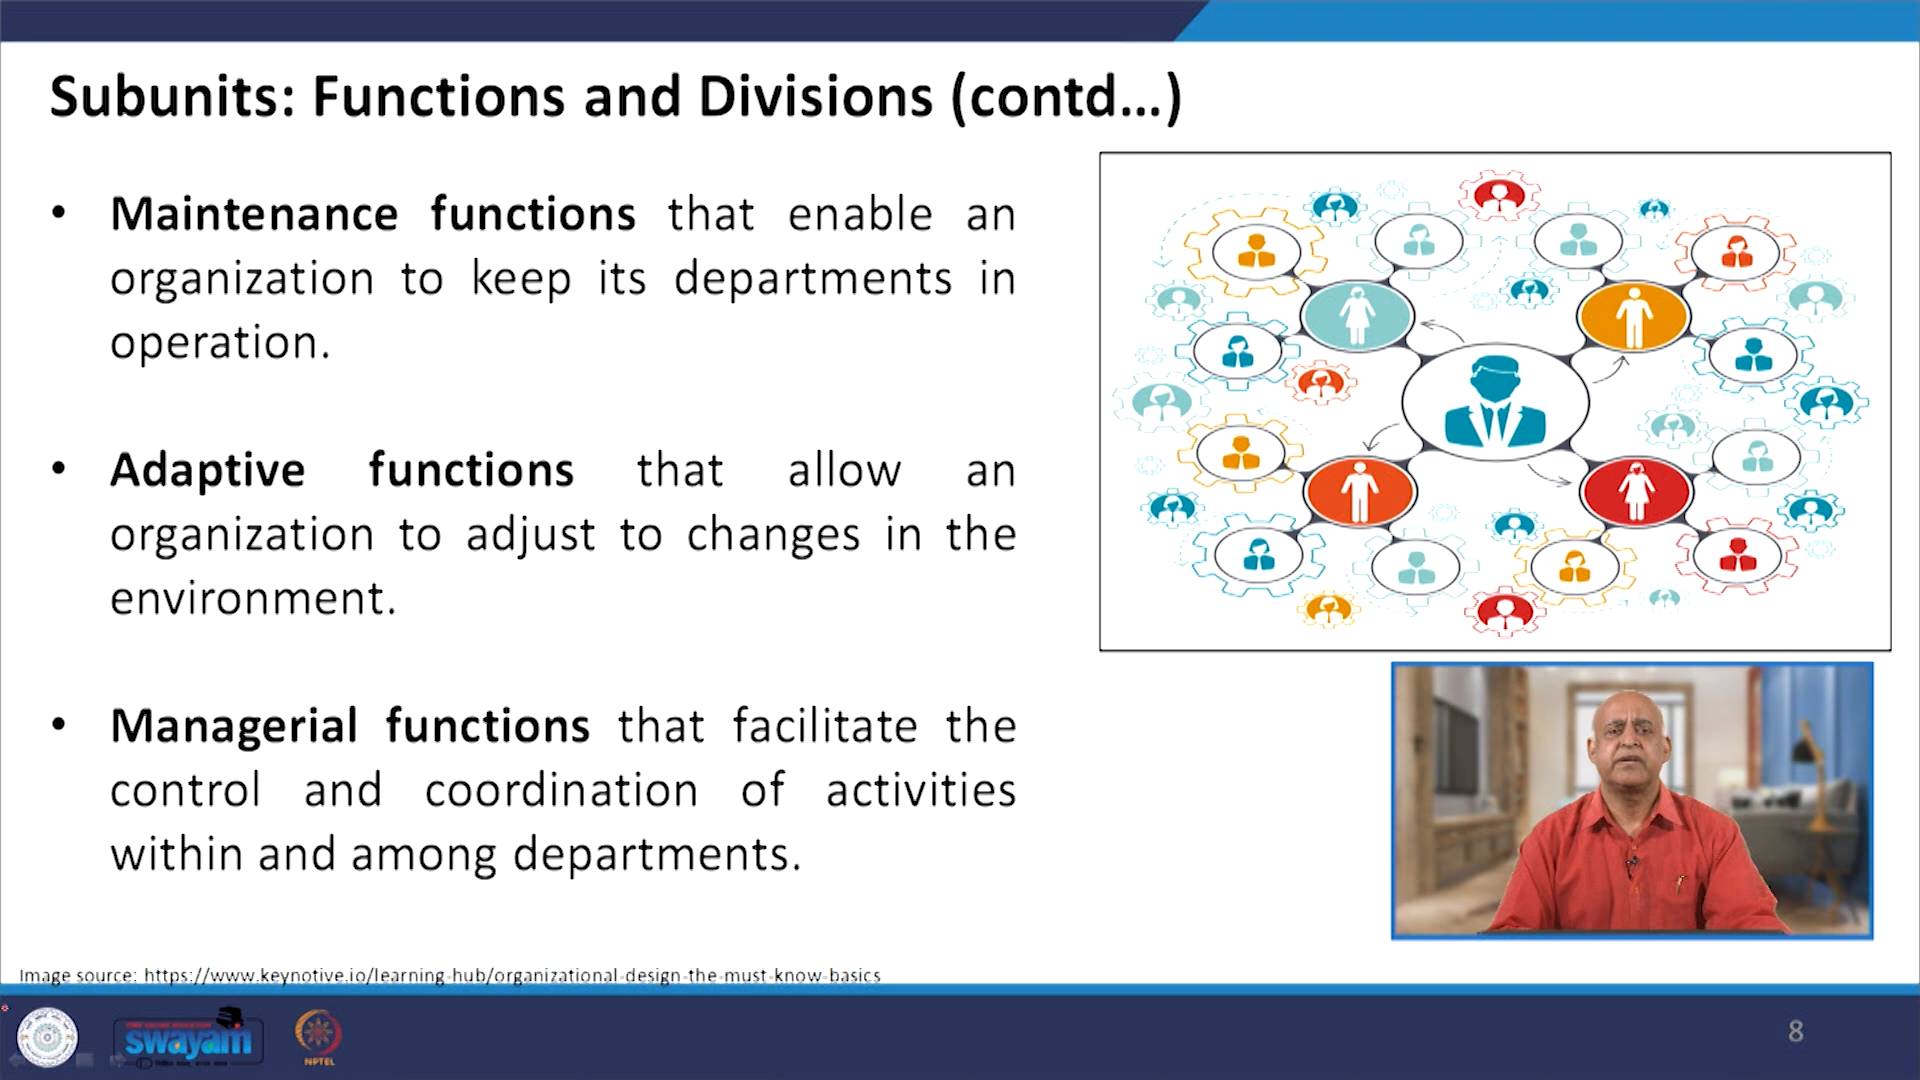 Subunits: Functions and Divisions (contd...)
• Maintenance functions that enable an
organization to keep its departments in
operation.
• Adaptive functions that allow an
organization to adjust to changes in the
environment.
• Managerial functions that facilitate the
control and coordination of activities
within and among departments.
Image source: https://www.keynotive.io/learning-hub/organizational-design-the-must-know-basics
swayam
NPTEL
8